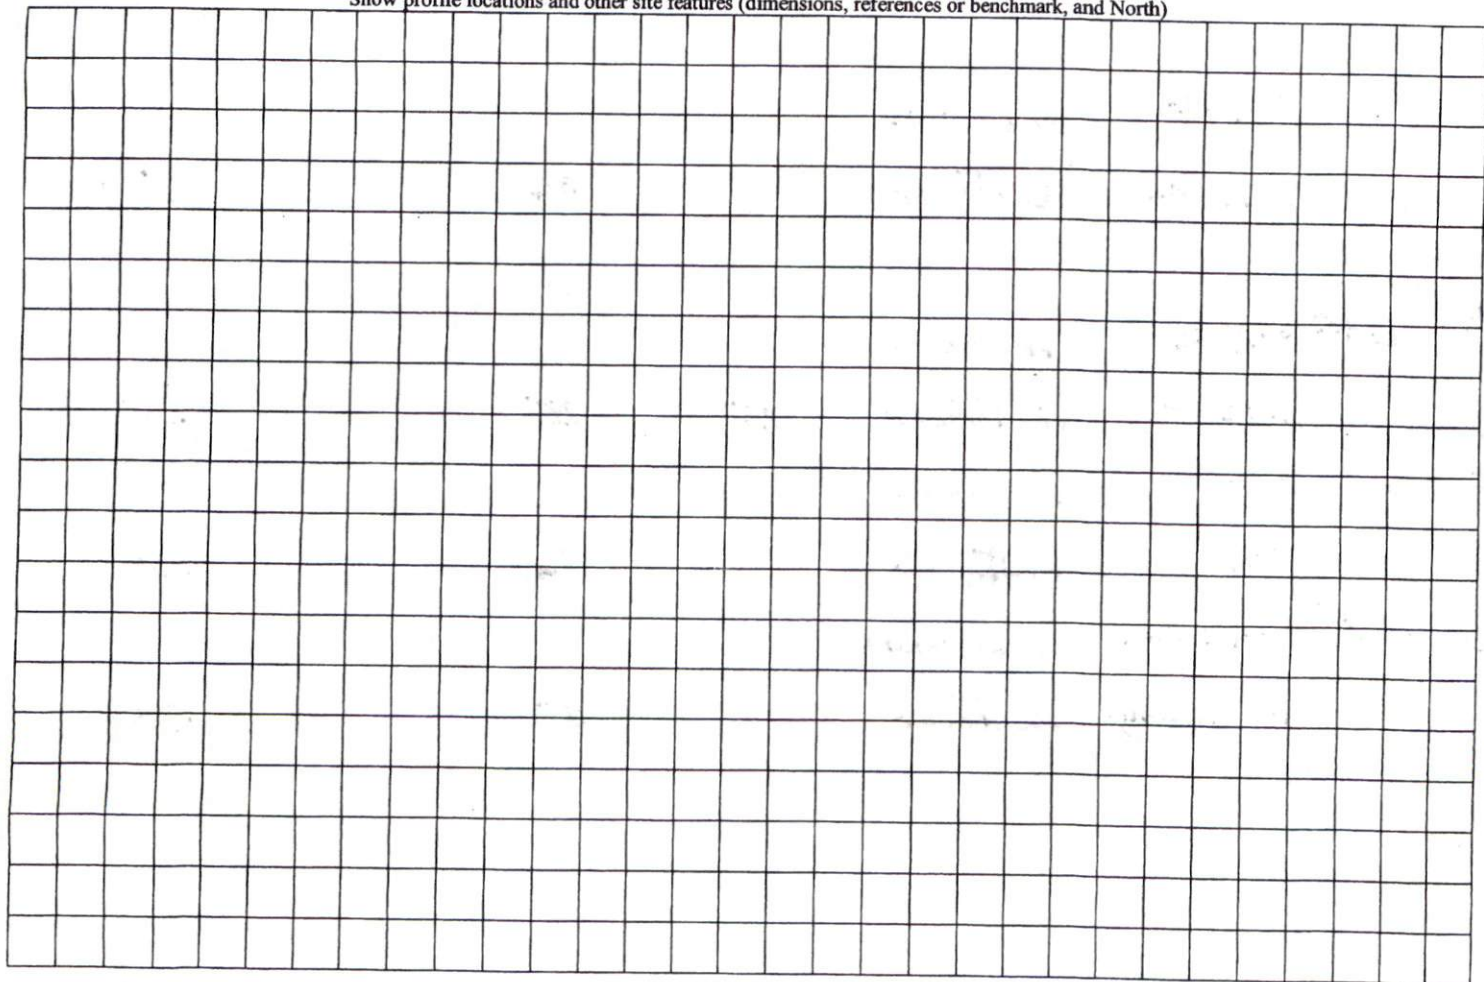 Show profile locations and other site features (dimensions, references or benchmark, and North)